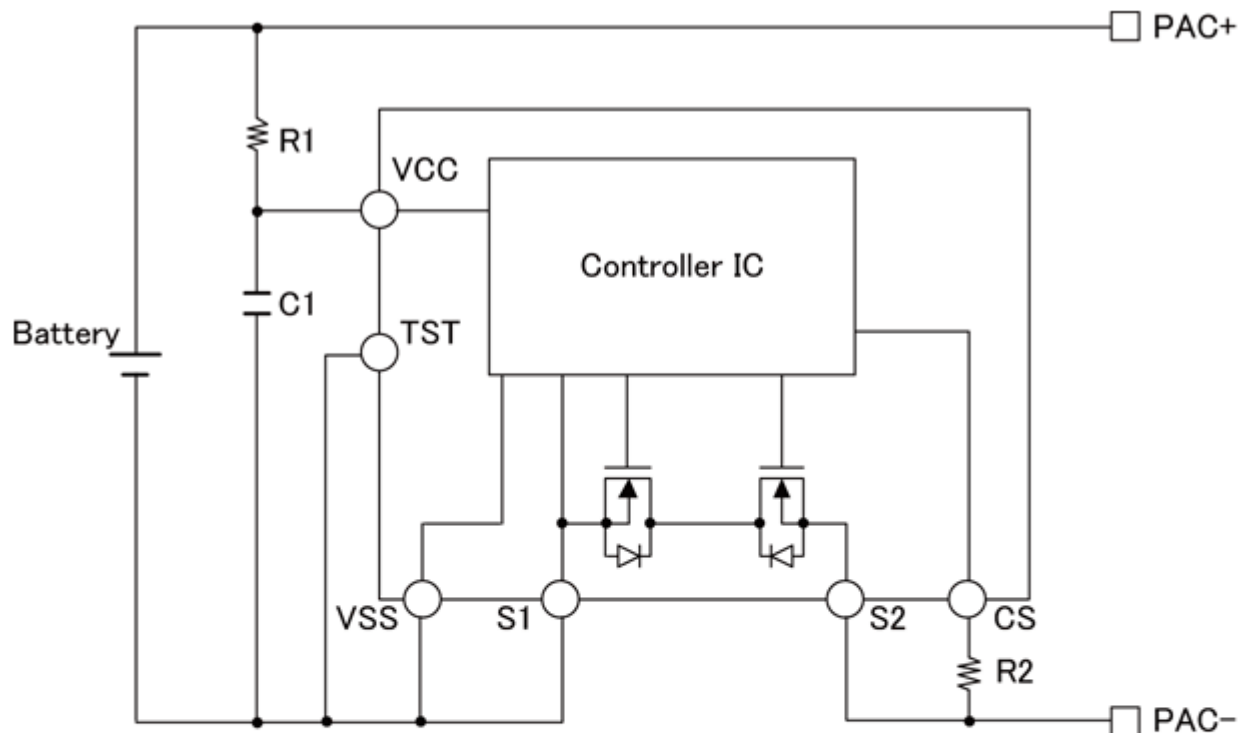 PAC+
R1
VCC
Controller IC
C1
Battery
TST
VSS
S1
S2
CS
R2
PAC-